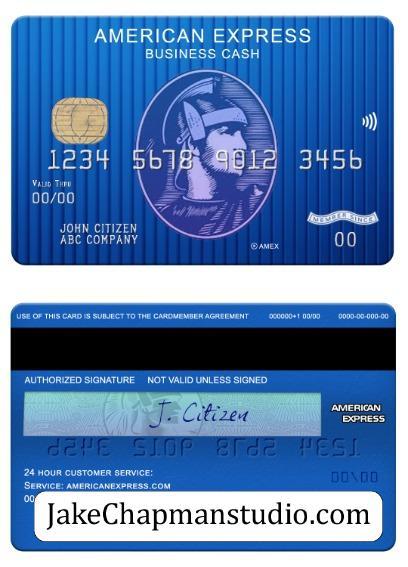 AMERICAN EXPRESS
BUSINESS CASH
1234 5678 9012 3456
VALID THRU
00/00
JOHN CITIZEN
ABC COMPANY
MEMBER SINCE
00
© AMEX
USE OF THIS CARD IS SUBJECT TO THE CARDMEMBER AGREEMENT 000000+1 00/00 0000-00-000-00
AUTHORIZED SIGNATURE NOT VALID UNLESS SIGNED
J. Citizen
AMERICAN
EXPRESS
24 HOUR CUSTOMER SERVICE:
SERVICE: AMERICANEXPRESS.COM
00
JakeChapmanstudio.com